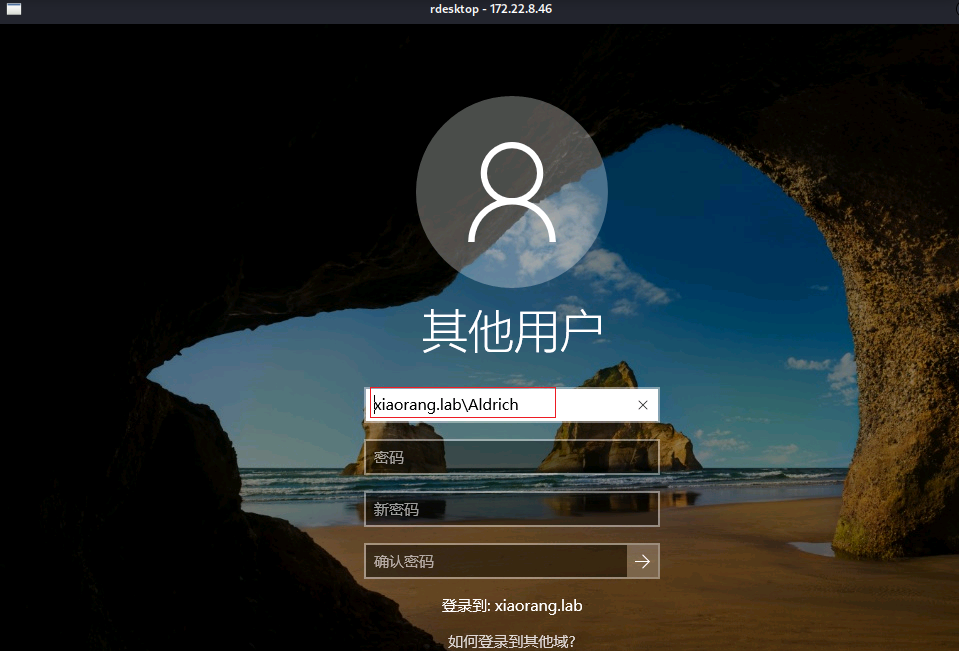 rdesktop - 172.22.8.46
其他用户
xiaorang.lab\Aldrich
密码
新密码
确认密码
登录到: xiaorang.lab
如何登录到其他域?